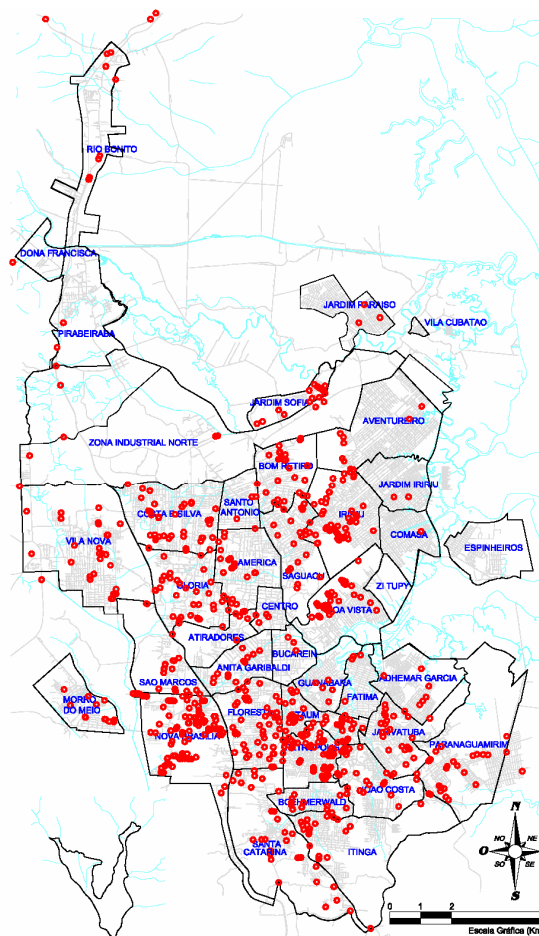 RIO BONITO
DONA FRANCISCA
PIRABEIRABA
JARDIM PARAISO
VILA CUBATAO
JARDIM SOFIA
AVENTUREIRO
ZONA INDUSTRIAL NORTE
BOM RETIRO
JARDIM IRIRIU
COSTA E SILVA
SANTO
ANTONIO
IRIRIU
COMASA
VILA NOVA
ESPINHEIROS
AMERICA
SAGUACU
GLORIA
ZI TUPY
CENTRO
BOA VISTA
ATIRADORES
BUCAREIN
ANITA GARIBALDI
SAO MARCOS
GUANABARA
ADHEMAR GARCIA
FATIMA
MORRO
DO MEIO
FLORESTA
ITAUM
NOVA BRASILIA
JARIVATUBA
PETROPOLIS
PARANAGUAMIRIM
JOAO COSTA
BOEHMERWALD
SANTA
CATARINA
ITINGA
N
NO NE
O E
SO SE
S
0 1 2
Escala Gráfica (Km